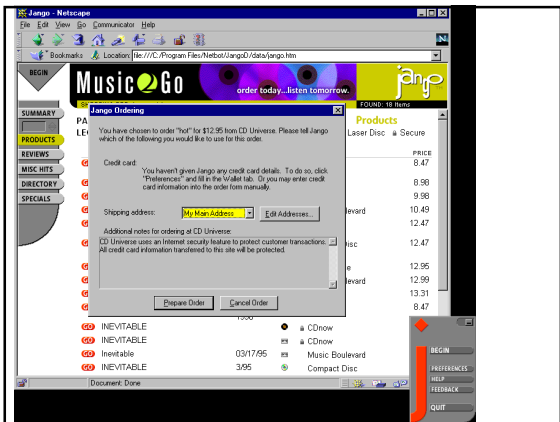 Jango - Netscape
File Edit View Go Communicator Help
Bookmarks Location: file:///C:/Program Files/Netbot/JangoD/data/jango.htm
BEGIN
Music2Go
order today...listen tomorrow.
jango
FOUND: 18 Items
SUMMARY
PRODUCTS
REVIEWS
MISC HITS
DIRECTORY
SPECIALS
Products
Laser Disc Secure
PRICE
8.47
8.98
9.98
levard 10.49
12.47
isc 12.47
12.95
levard 12.99
13.31
8.47
Jango Ordering
You have chosen to order "hot" for $12.95 from CD Universe. Please tell Jango
which of the following you would like to use for this order.
Credit card:
You haven't given Jango any credit card details. To do so, click
"Preferences" and fill in the Wallet tab. Or you may enter credit
card information into the order form manually.
Shipping address: My Main Address Edit Addresses...
Additional notes for ordering at CD Universe:
CD Universe uses an Internet security feature to protect customer transactions.
All credit card information transferred to this site will be protected.
Prepare Order Cancel Order
GO INEVITABLE CDnow
GO INEVITABLE CDnow
GO Inevitable 03/17/95 Music Boulevard
GO INEVITABLE 3/95 Compact Disc
Document: Done
BEGIN
PREFERENCES
HELP
FEEDBACK
QUIT